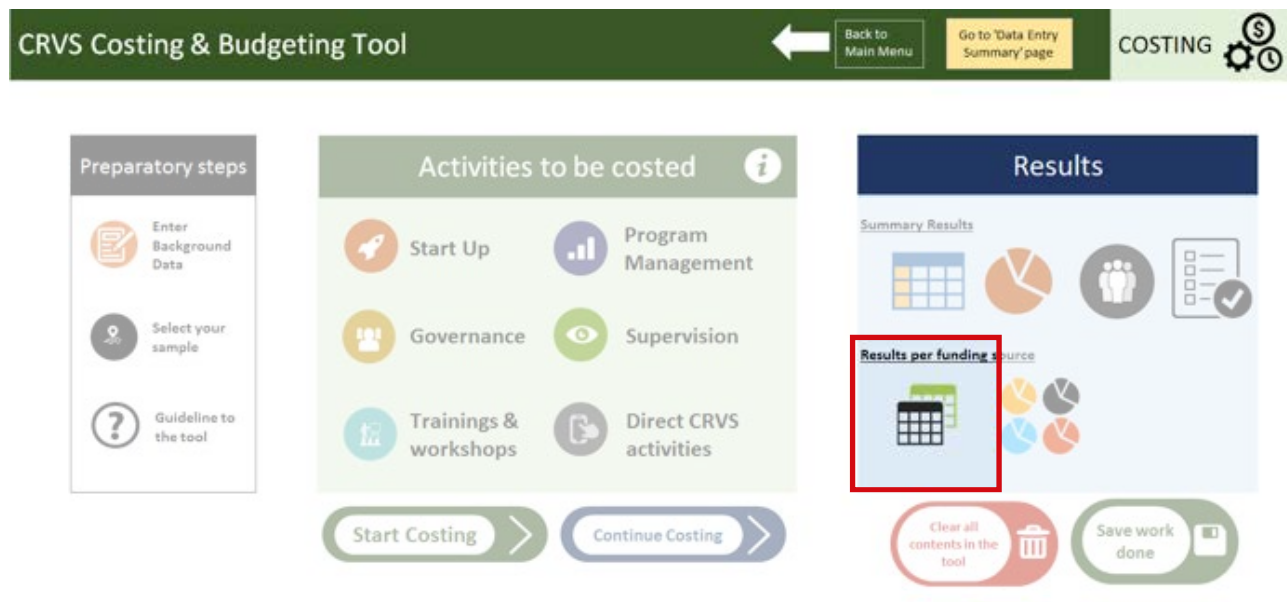 CRVS Costing & Budgeting Tool
Back to
Main Menu
Go to 'Data Entry
Summary' page
COSTING
Preparatory steps
Enter
Background
Data
Select your
sample
Guideline to
the tool
Activities to be costed
Start Up
Program
Management
Governance
Supervision
Trainings &
workshops
Direct CRVS
activities
Start Costing
Continue Costing
Results
Summary Results
Results per funding source
Clear all
contents in the
tool
Save work
done